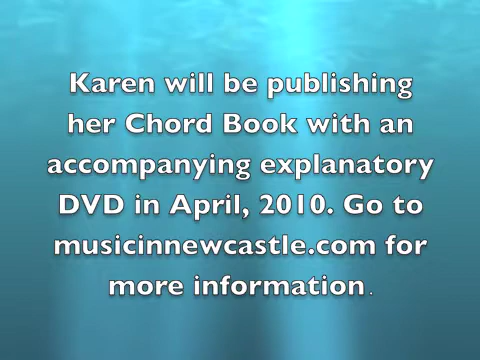 Karen will be publishing
her Chord Book with an
accompanying explanatory
DVD in April, 2010. Go to
musicinnewcastle.com for
more information.